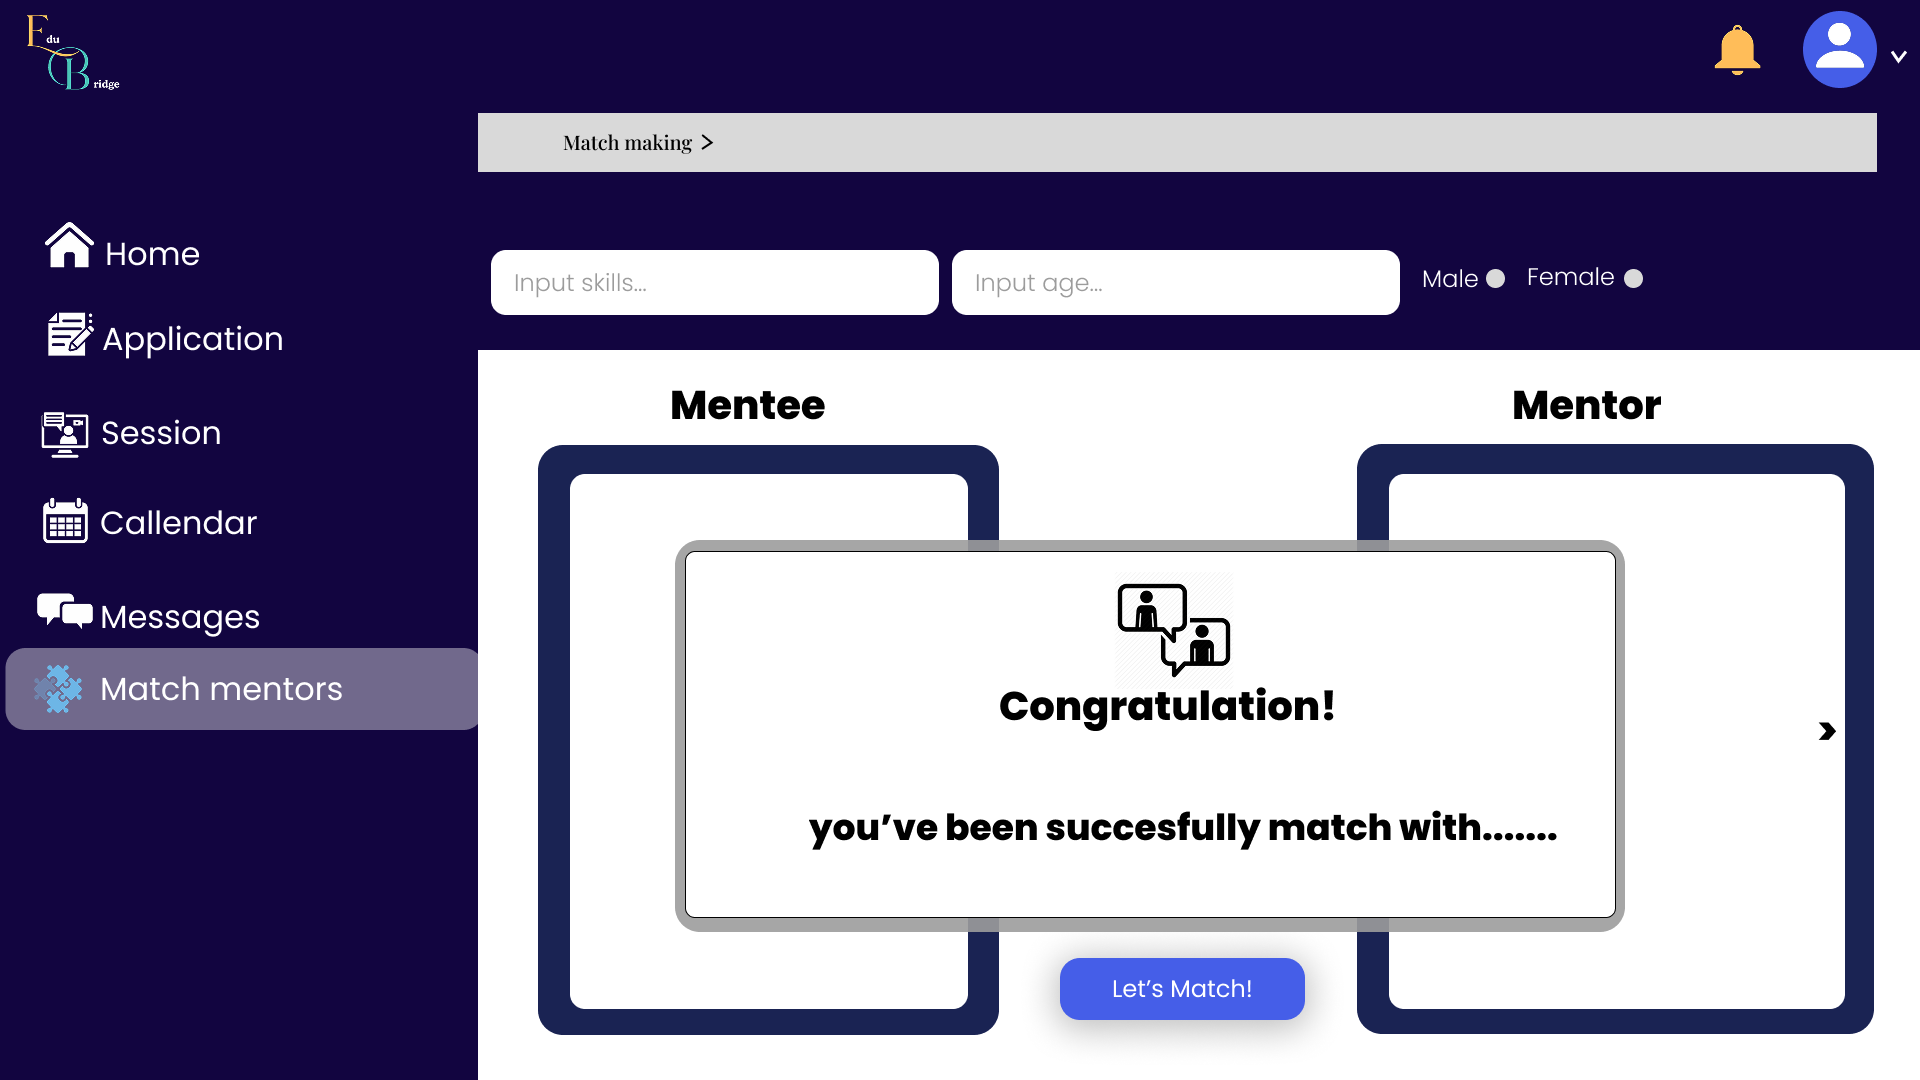 Edu
Bridge
Match making >
Home
Application
Session
Callendar
Messages
Match mentors
Input skills...
Input age...
Male
Female
Mentee
Mentor
Congratulation!
you’ve been succesfully match with.......
Let’s Match!